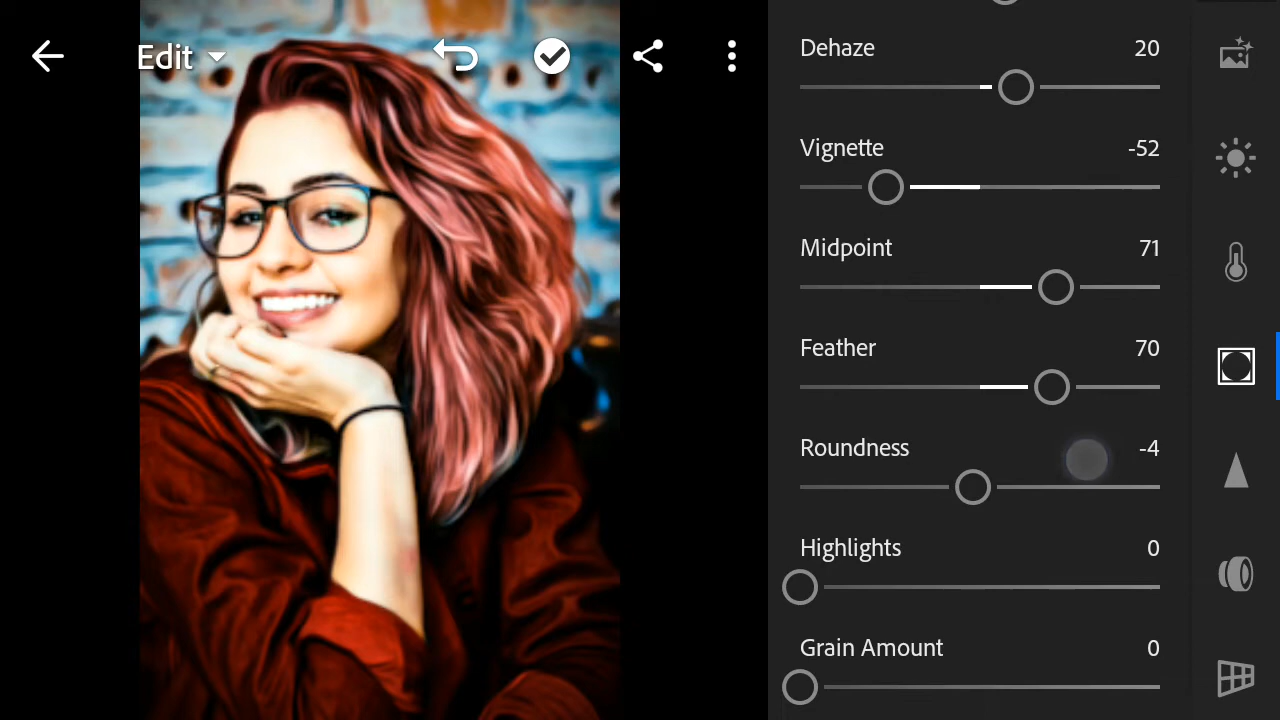 Edit
Dehaze 20
Vignette -52
Midpoint 71
Feather 70
Roundness -4
Highlights 0
Grain Amount 0